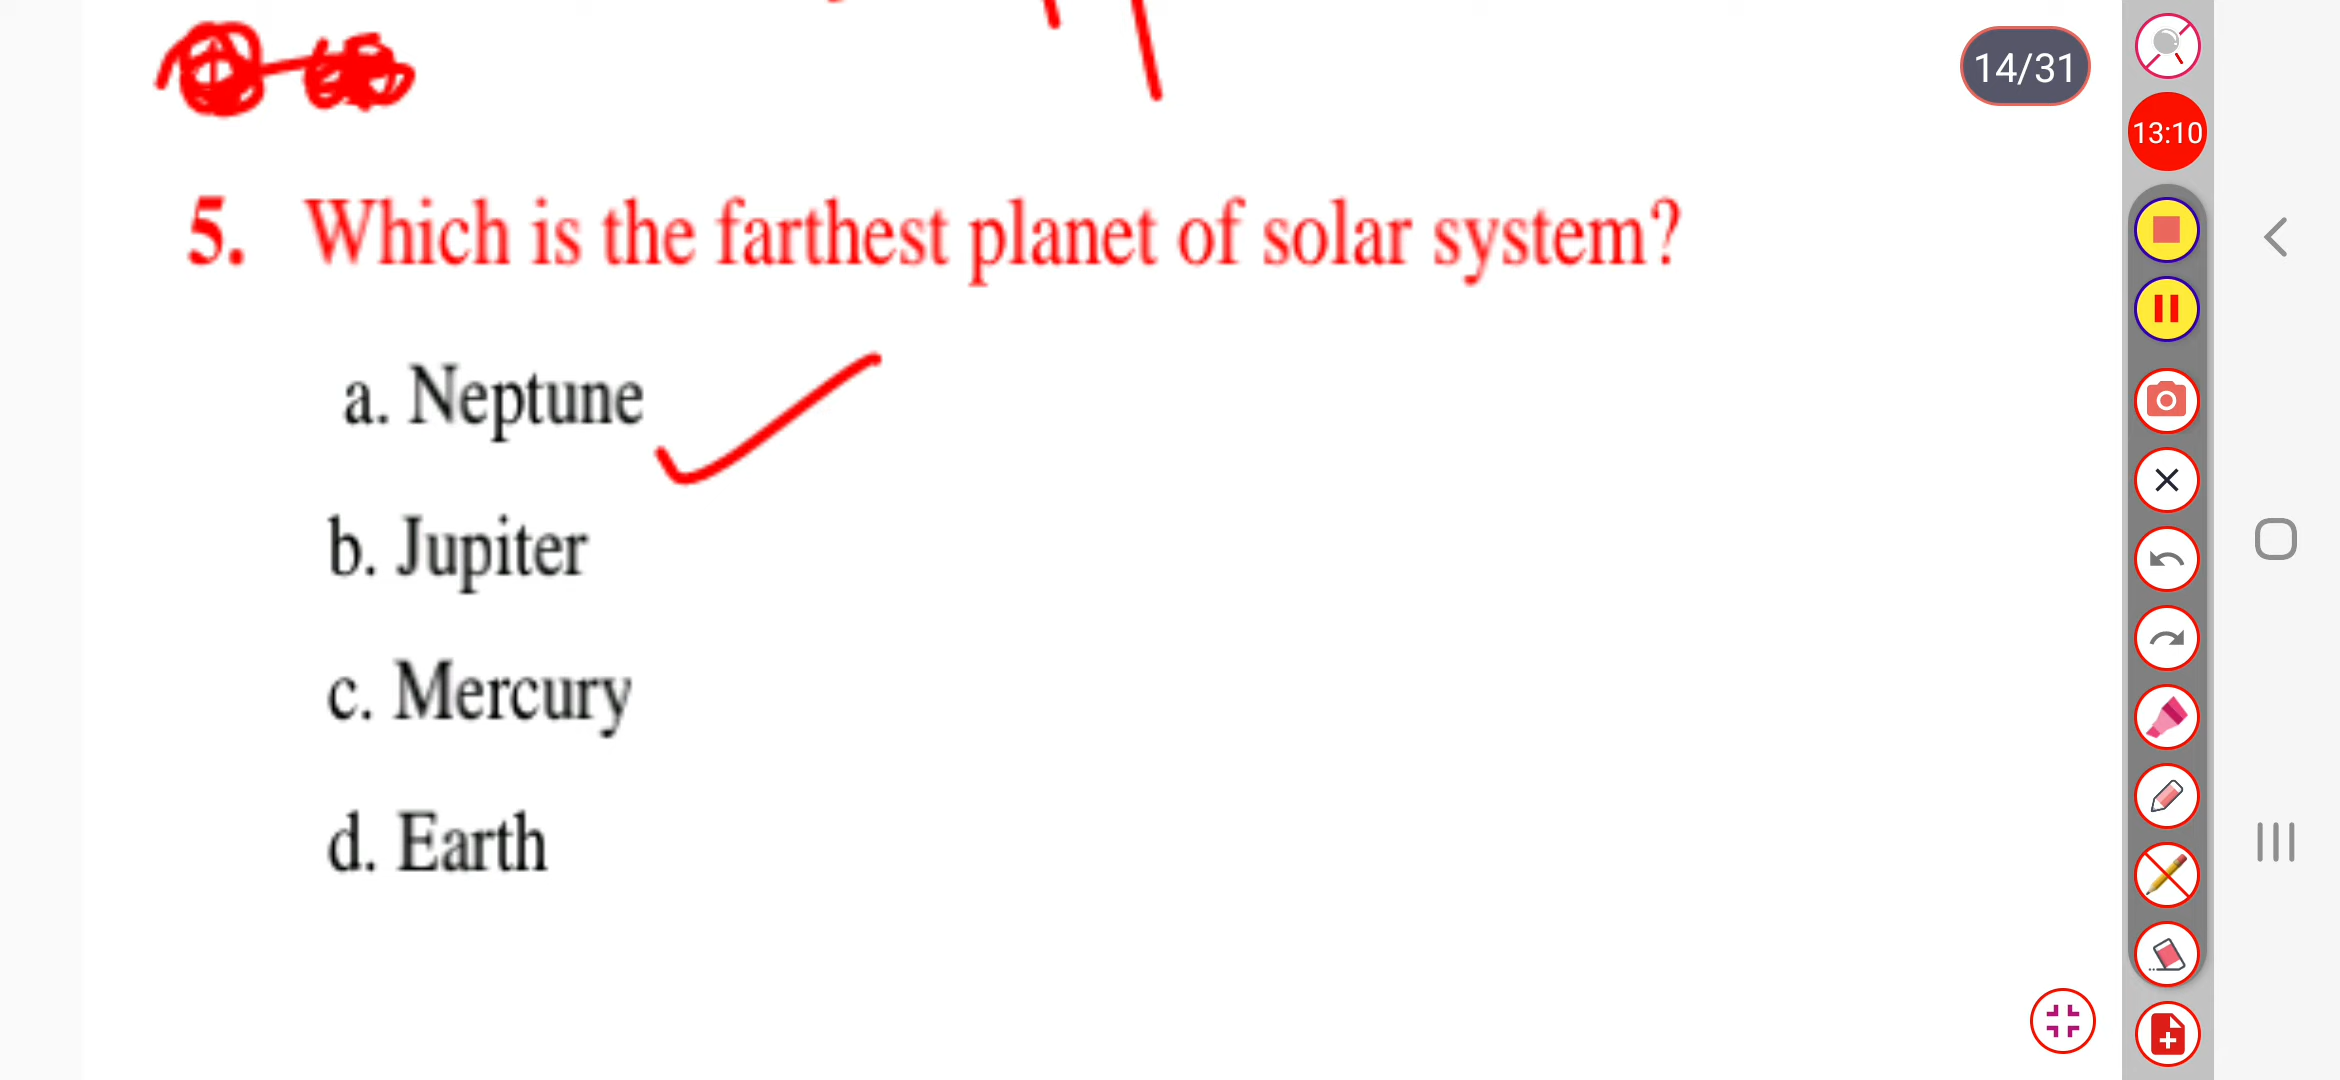 14/31
13:10
5. Which is the farthest planet of solar system?
a. Neptune
b. Jupiter
c. Mercury
d. Earth